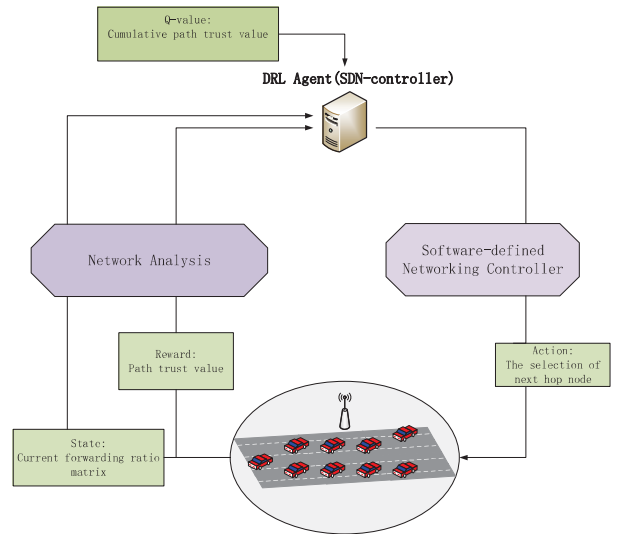 Q-value:
Cumulative path trust value
DRL Agent(SDN-controller)
Network Analysis
Software-defined
Networking Controller
Reward:
Path trust value
Action:
The selection of
next hop node
State:
Current forwarding ratio
matrix